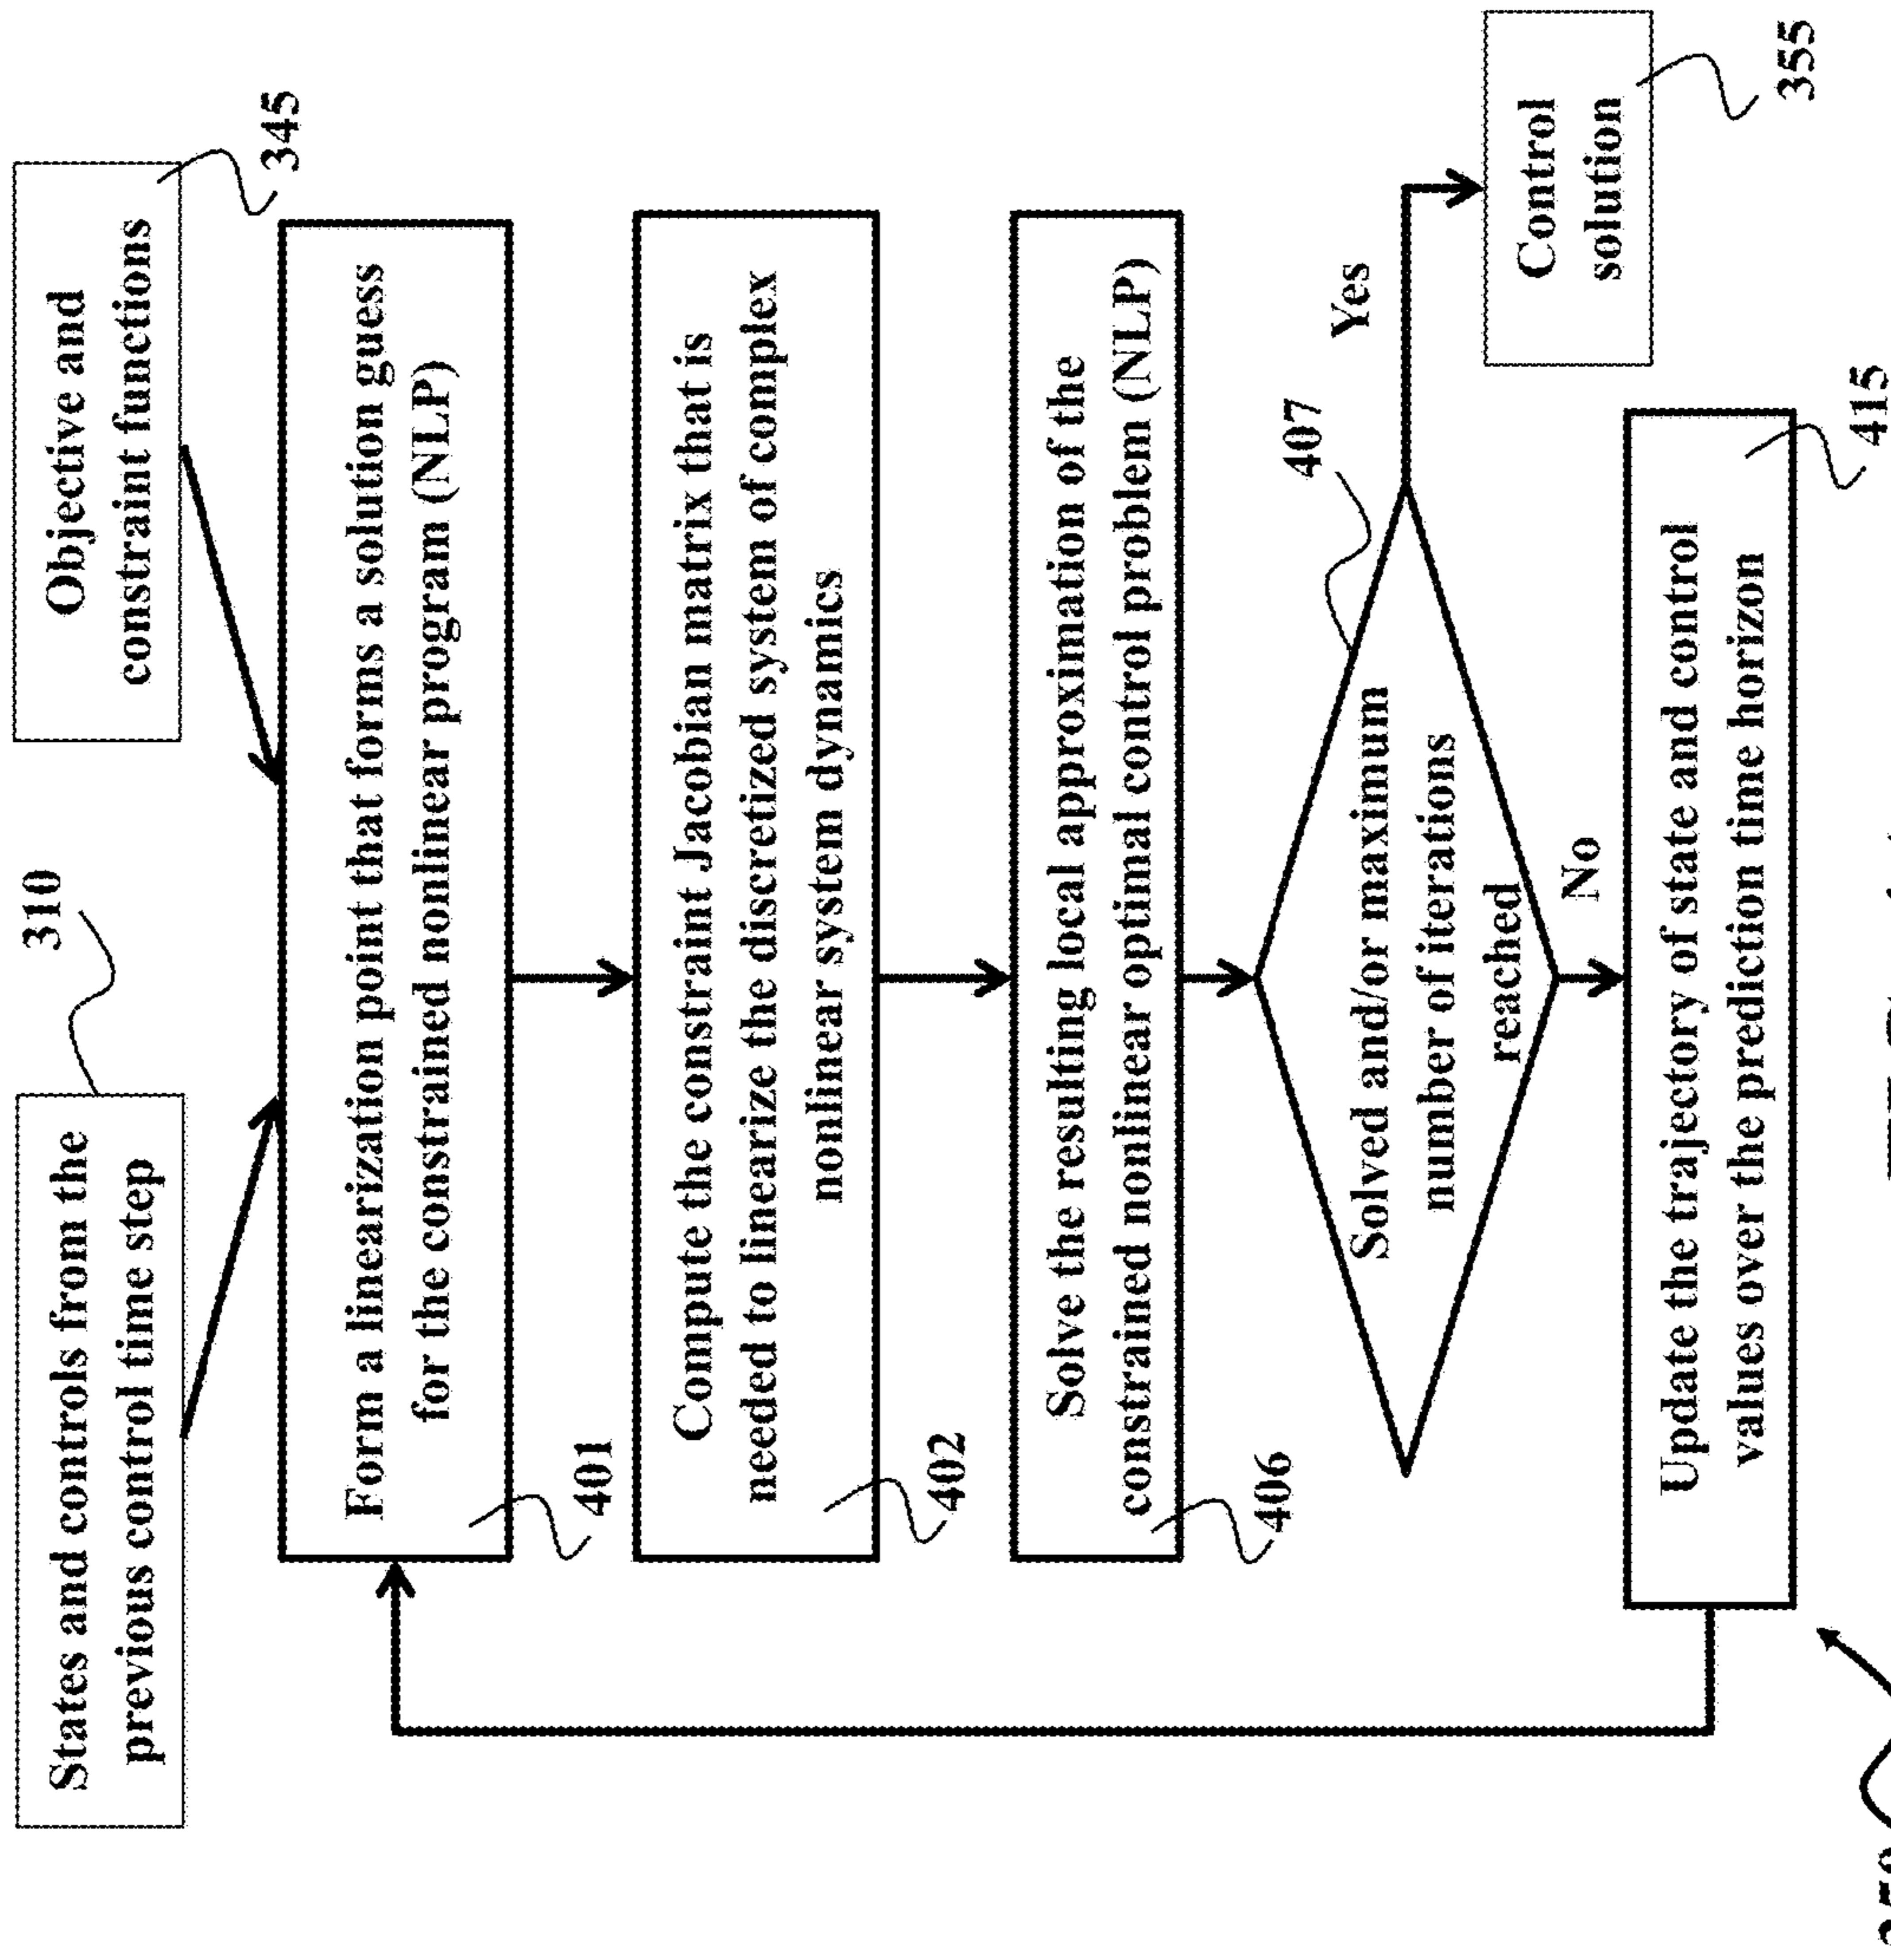 310
States and controls from the
previous control time step
Objective and
constraint functions
345
Form a linearization point that forms a solution guess
for the constrained nonlinear program (NLP)
401
Compute the constraint Jacobian matrix that is
needed to linearize the discretized system of complex
nonlinear system dynamics
402
Solve the resulting local approximation of the
constrained nonlinear optimal control problem (NLP)
406
407
Solved and/or maximum
number of iterations
reached
Yes
No
Control
solution
355
Update the trajectory of state and control
values over the prediction time horizon
415